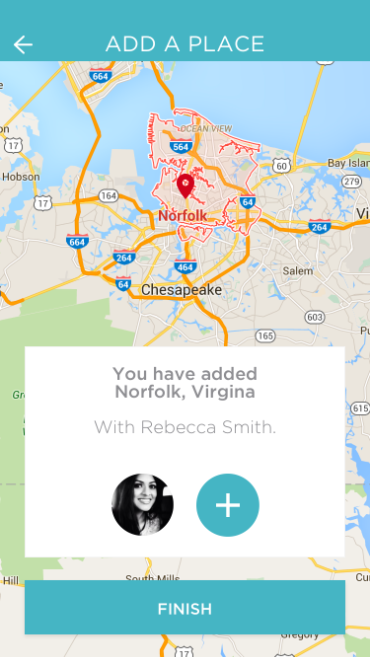 ADD A PLACE
664
OCEAN VIEW
17
564
60
Bay Islan
Hobson
279
164
17
64
Norfolk
Vi
664
264
264
464
Salem
64
Chesapeake
603
165
You have added
Norfolk, Virgina
615
With Rebecca Smith.
Hill
South Mills
FINISH
Gregory
17